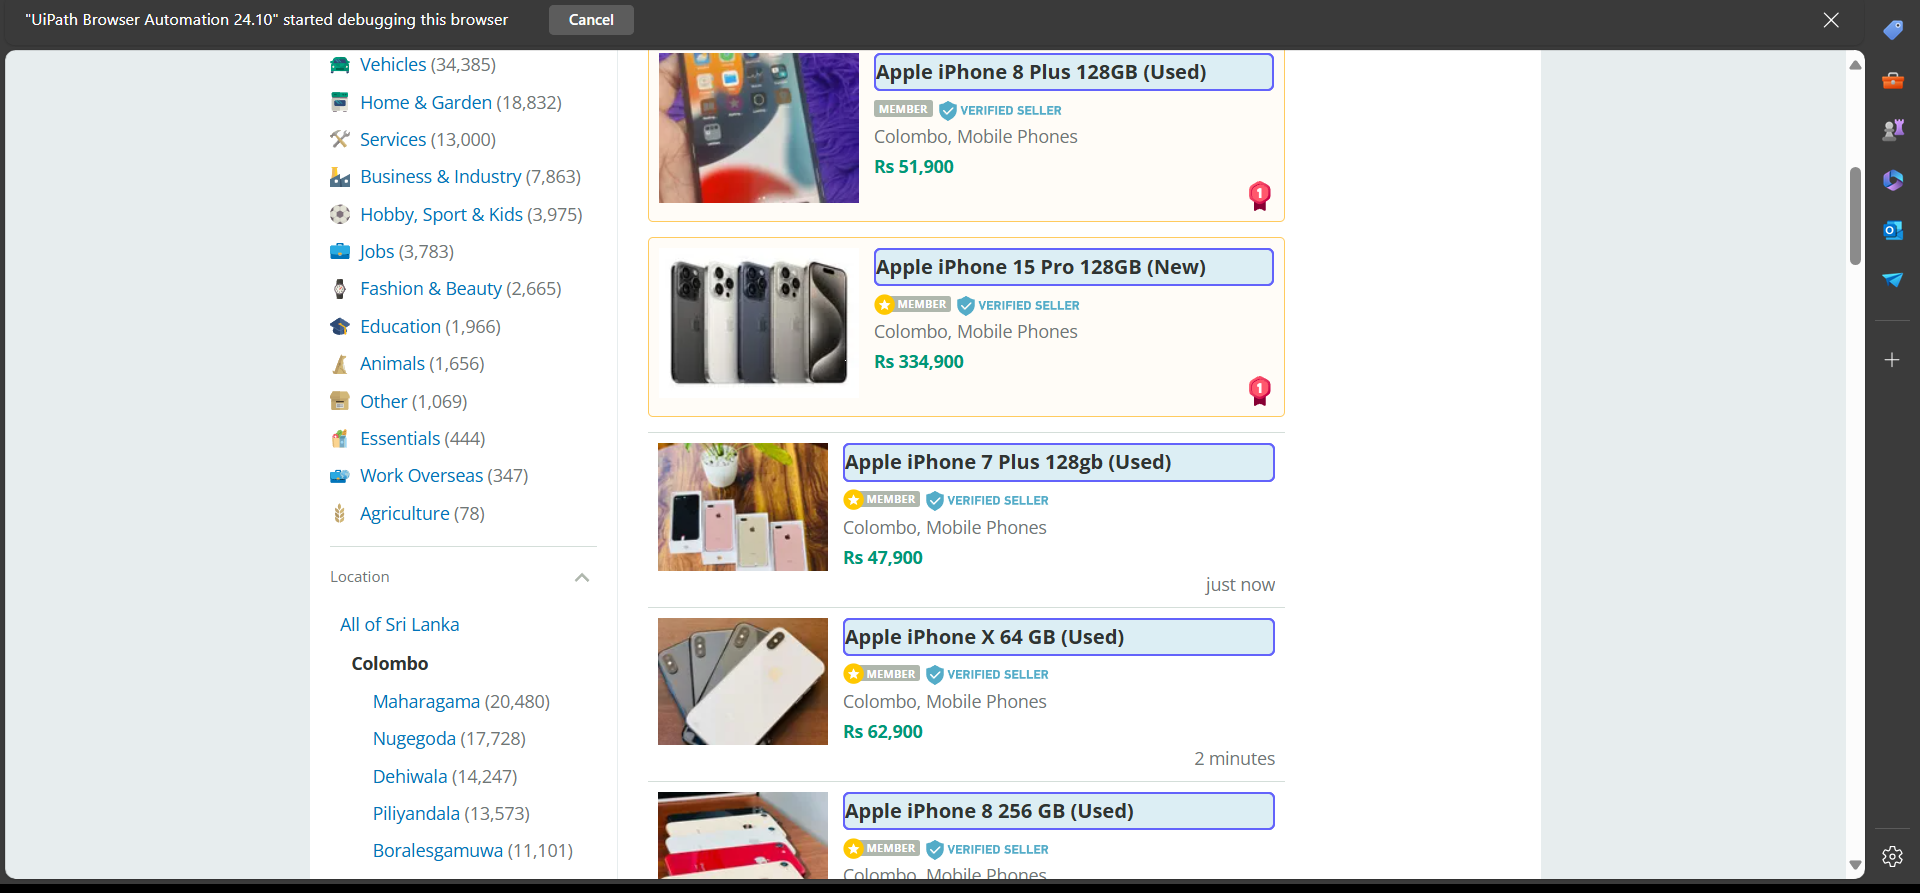 "UiPath Browser Automation 24.10" started debugging this browser
Cancel
Vehicles (34,385)
Home & Garden (18,832)
Services (13,000)
Business & Industry (7,863)
Hobby, Sport & Kids (3,975)
Jobs (3,783)
Fashion & Beauty (2,665)
Education (1,966)
Animals (1,656)
Other (1,069)
Essentials (444)
Work Overseas (347)
Agriculture (78)
Location
All of Sri Lanka
Colombo
Maharagama (20,480)
Nugegoda (17,728)
Dehiwala (14,247)
Piliyandala (13,573)
Boralesgamuwa (11,101)
Apple iPhone 8 Plus 128GB (Used)
MEMBER VERIFIED SELLER
Colombo, Mobile Phones
Rs 51,900
1
Apple iPhone 15 Pro 128GB (New)
MEMBER VERIFIED SELLER
Colombo, Mobile Phones
Rs 334,900
1
Apple iPhone 7 Plus 128gb (Used)
MEMBER VERIFIED SELLER
Colombo, Mobile Phones
Rs 47,900
just now
Apple iPhone X 64 GB (Used)
MEMBER VERIFIED SELLER
Colombo, Mobile Phones
Rs 62,900
2 minutes
Apple iPhone 8 256 GB (Used)
MEMBER VERIFIED SELLER
Colombo, Mobile Phones